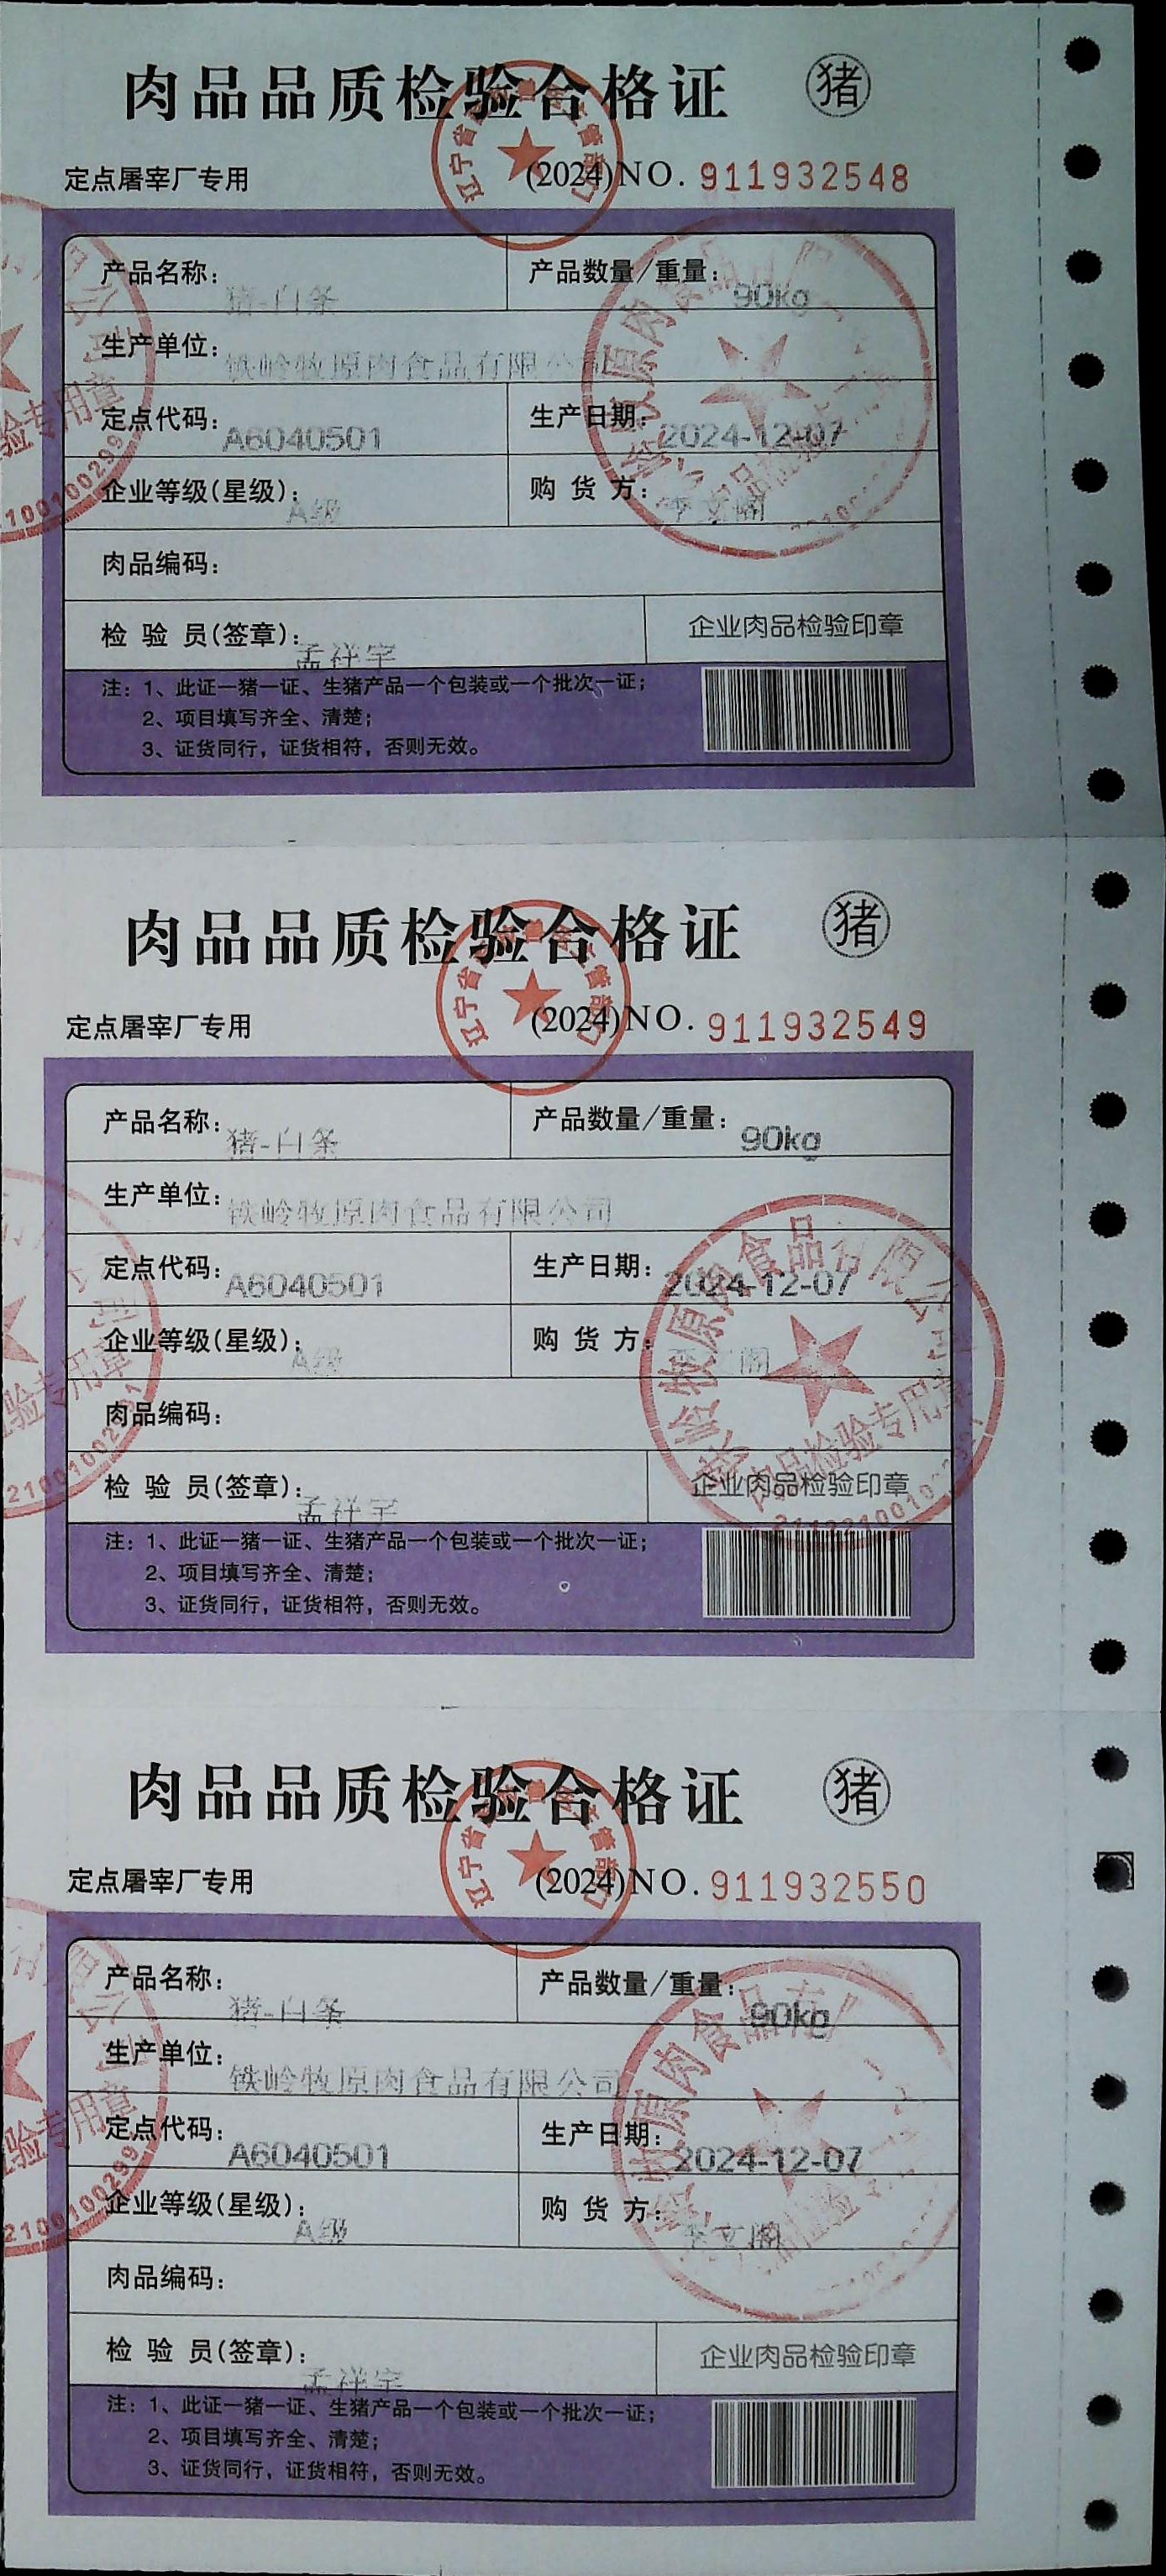 肉品品质检验合格证 猪
定点屠宰厂专用 (2024)NO. 911932548
产品名称: 猪-白条 产品数量/重量: 90kg
生产单位: 铁岭牧原肉食品有限公司
定点代码: A6040501 生产日期: 2024-12-07
企业等级(星级): A级 购 货 方: 李文阁
肉品编码:
检 验 员(签章): 孟祥宇 企业肉品检验印章
注: 1、此证一猪一证、生猪产品一个包装或一个批次一证;
2、项目填写齐全、清楚;
3、证货同行, 证货相符, 否则无效。
肉品品质检验合格证 猪
定点屠宰厂专用 (2024)NO. 911932549
产品名称: 猪-白条 产品数量/重量: 90kg
生产单位: 铁岭牧原肉食品有限公司
定点代码: A6040501 生产日期: 2024-12-07
企业等级(星级): A级 购 货 方: 李文阁
肉品编码:
检 验 员(签章): 孟祥宇 企业肉品检验印章
注: 1、此证一猪一证、生猪产品一个包装或一个批次一证;
2、项目填写齐全、清楚;
3、证货同行, 证货相符, 否则无效。
肉品品质检验合格证 猪
定点屠宰厂专用 (2024)NO. 911932550
产品名称: 猪-白条 产品数量/重量: 90kg
生产单位: 铁岭牧原肉食品有限公司
定点代码: A6040501 生产日期: 2024-12-07
企业等级(星级): A级 购 货 方: 李文阁
肉品编码:
检 验 员(签章): 孟祥宇 企业肉品检验印章
注: 1、此证一猪一证、生猪产品一个包装或一个批次一证;
2、项目填写齐全、清楚;
3、证货同行, 证货相符, 否则无效。